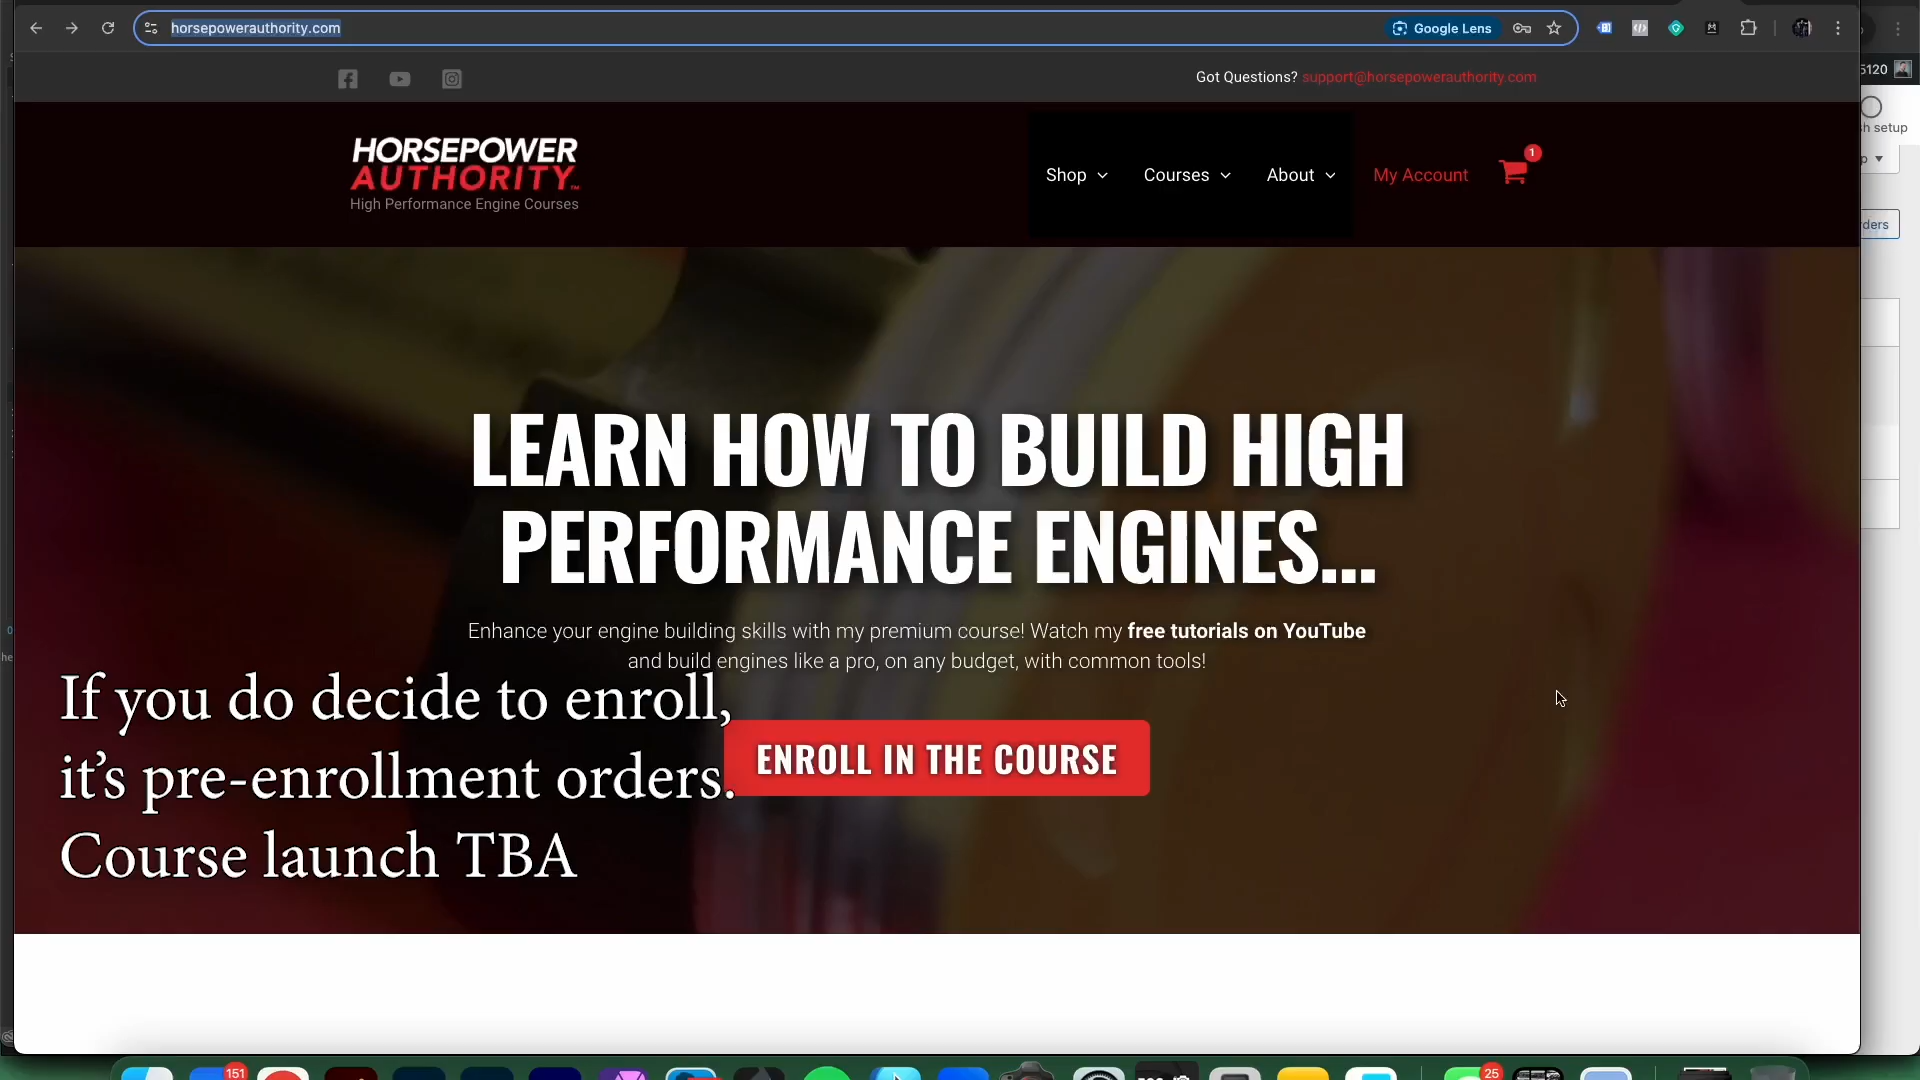 horsepowerauthority.com
Google Lens
Got Questions? support@horsepowerauthority.com
5120
HORSEPOWER
AUTHORITY™
High Performance Engine Courses
Shop
Courses
About
My Account
1
LEARN HOW TO BUILD HIGH
PERFORMANCE ENGINES...
Enhance your engine building skills with my premium course! Watch my free tutorials on YouTube
and build engines like a pro, on any budget, with common tools!
If you do decide to enroll,
it's pre-enrollment orders.
Course launch TBA
ENROLL IN THE COURSE
151
25